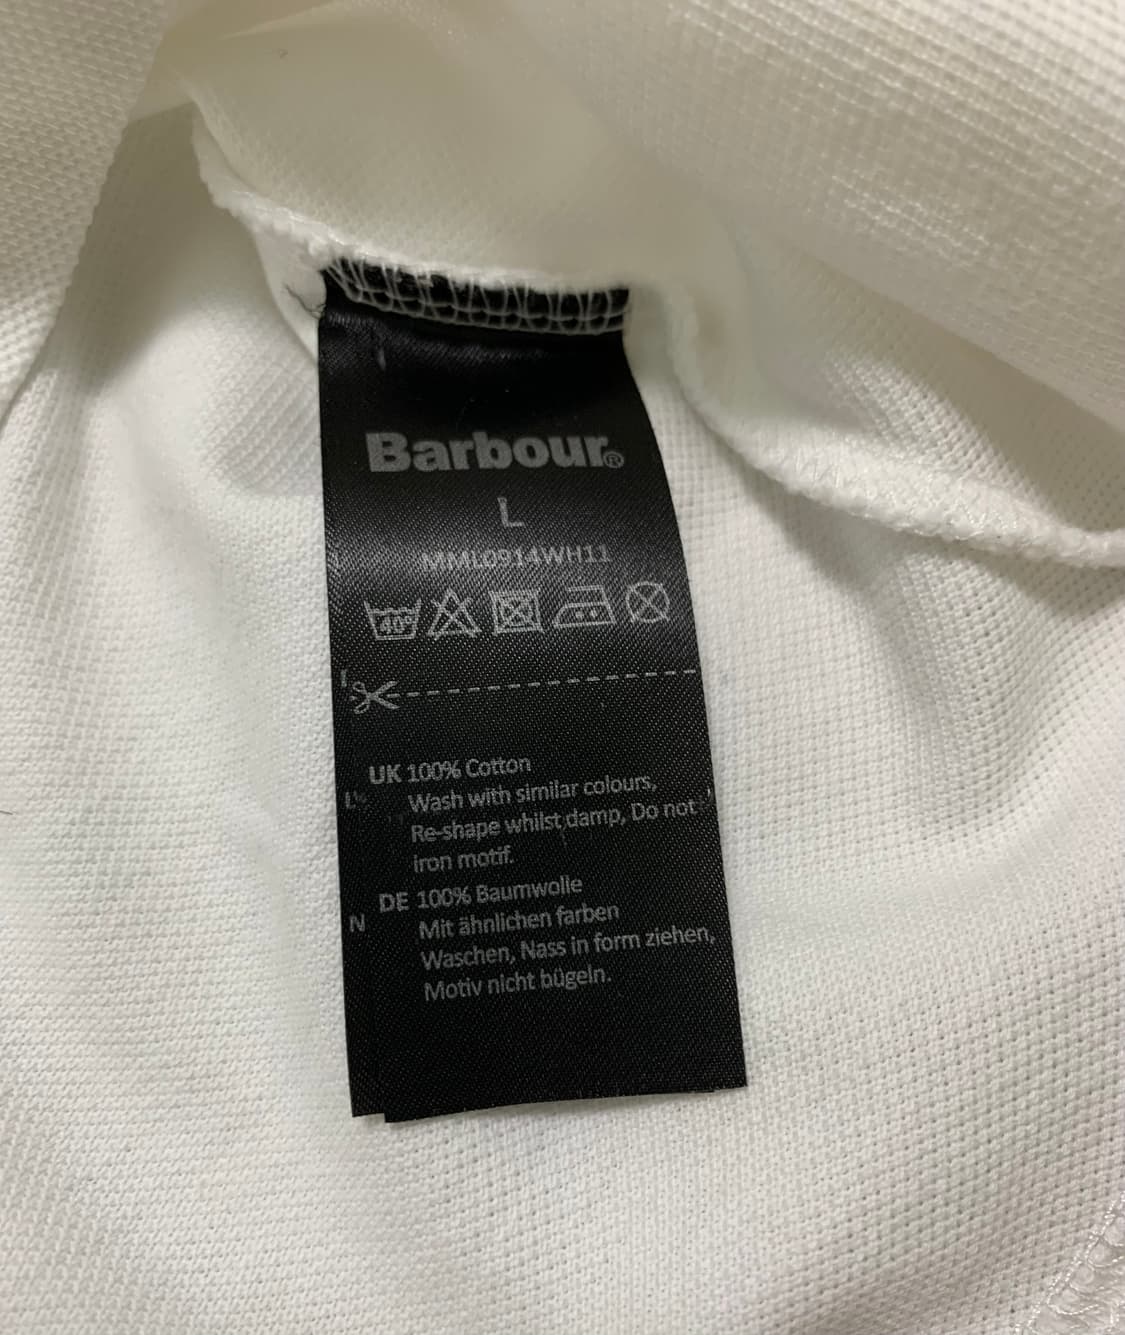 Barbour®
L
MML0914WH11
40°
UK 100% Cotton
Wash with similar colours,
Re-shape whilst damp, Do not
iron motif.
DE 100% Baumwolle
Mit ähnlichen farben
Waschen, Nass in form ziehen,
Motiv nicht bügeln.
N